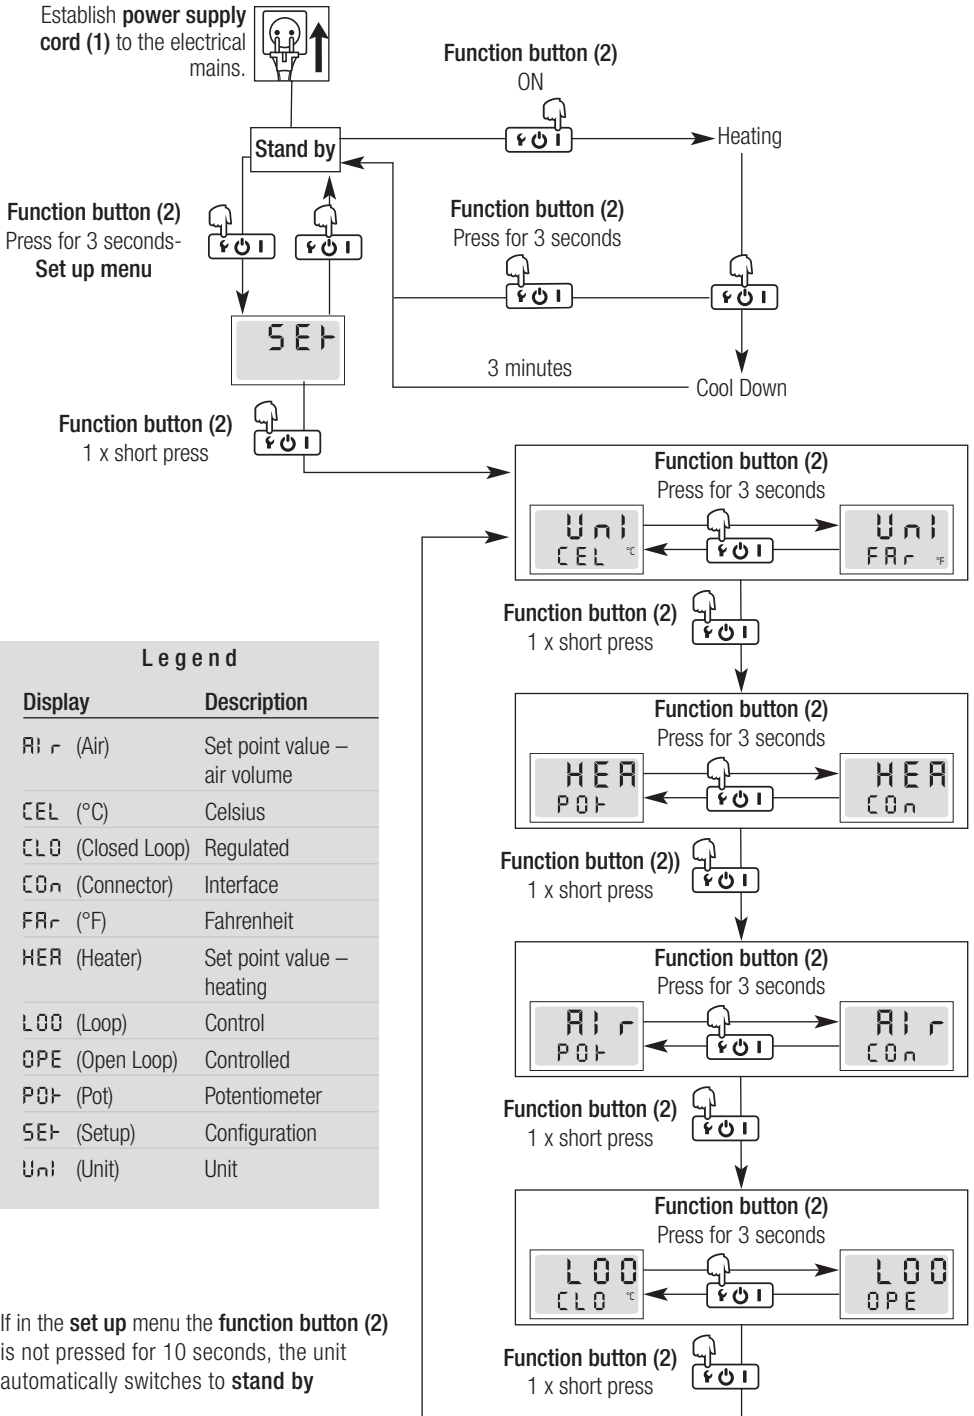 Establish power supply
cord (1) to the electrical
mains.
Function button (2)
ON
Stand by
Heating
Function button (2)
Press for 3 seconds-
Set up menu
Function button (2)
Press for 3 seconds
SEt
3 minutes
Cool Down
Function button (2)
1 x short press
Function button (2)
Press for 3 seconds
UnI
CEL °C
UnI
FAr °F
Function button (2)
1 x short press
Function button (2)
Press for 3 seconds
HEA
POt
HEA
COn
Function button (2))
1 x short press
Function button (2)
Press for 3 seconds
AIr
POt
AIr
COn
Function button (2)
1 x short press
Function button (2)
Press for 3 seconds
LOO
CLO °C
LOO
OPE
Function button (2)
1 x short press
Legend
Display Description
AIr (Air) Set point value –
air volume
CEL (°C) Celsius
CLO (Closed Loop) Regulated
COn (Connector) Interface
FAr (°F) Fahrenheit
HEA (Heater) Set point value –
heating
LOO (Loop) Control
OPE (Open Loop) Controlled
POt (Pot) Potentiometer
SEt (Setup) Configuration
UnI (Unit) Unit
If in the set up menu the function button (2)
is not pressed for 10 seconds, the unit
automatically switches to stand by